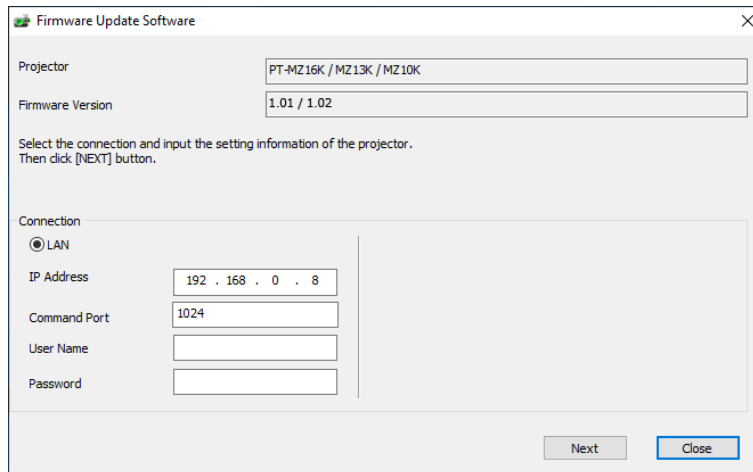 Firmware Update Software
Projector
PT-MZ16K / MZ13K / MZ10K
Firmware Version
1.01 / 1.02
Select the connection and input the setting information of the projector.
Then click [NEXT] button.
Connection
LAN
IP Address
192 . 168 . 0 . 8
Command Port
1024
User Name
Password
Next
Close